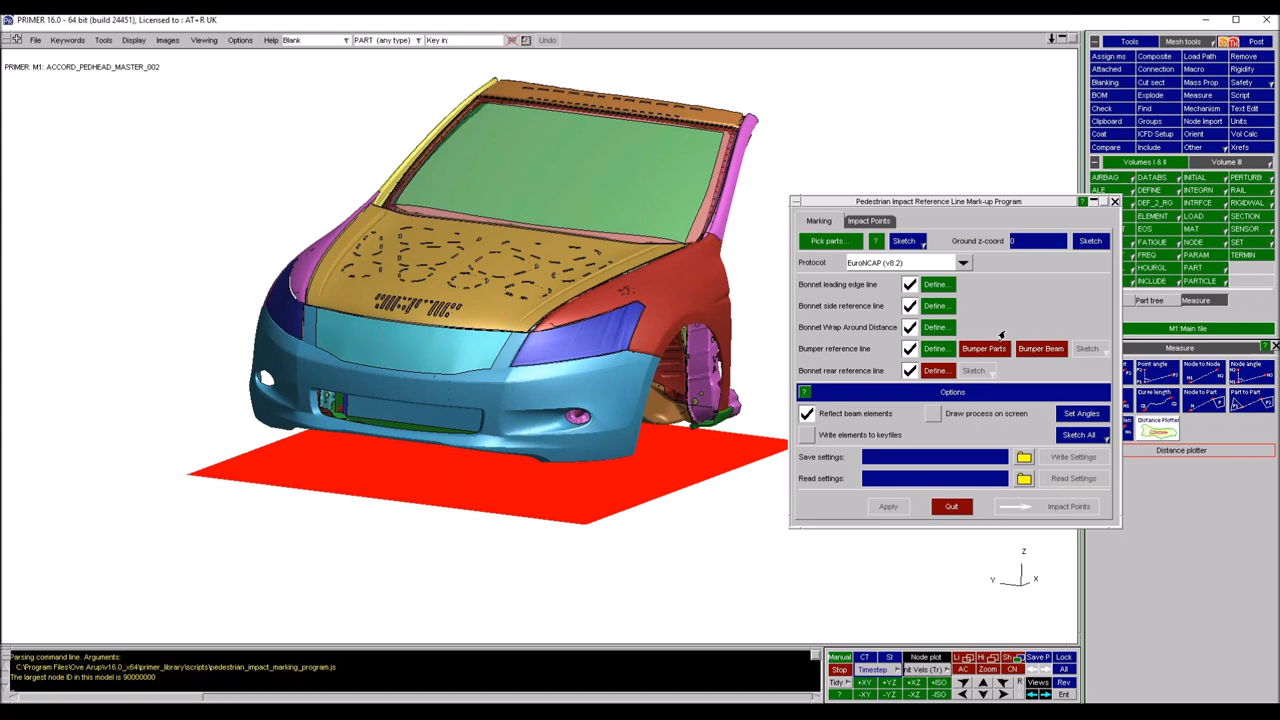 PRIMER 16.0 - 64 bit (build 24451), Licensed to : AT+R UK
File Keywords Tools Display Images Viewing Options Help Blank PART (any type) Key in: Undo
PRIMER: M1: ACCORD_PEDHEAD_MASTER_002
Tools Mesh tools Post
Assign ms Composite Load Path Remove
Attached Connection Macro Rigidify
Blanking Cut sect Mass Prop Safety
BOM Explode Measure Script
Check Find Mechanism Text Edit
Clipboard Groups Node Import Units
Coat ICFD Setup Orient Vol Calc
Compare Include Other Xrefs
Volumes I & II Volume III
AIRBAG DATABS INITIAL PERTURB
ALE DEFINE INTEGRN RAIL
DEF_2_RG INTRFCE RIGIDWAL
ELEMENT LOAD SECTION
EOS MAT SENSOR
FATIGUE NODE SET
FREQ PARAM TERMIN
HOURGL PART
INCLUDE PARTICLE
Part tree Measure
M1:Main file
Measure ?
Point angle Node to Node Node angle
Curve length Node to Part Part to Part
Distance Plotter
Distance plotter
Pedestrian Impact Reference Line Mark-up Program ?
Marking Impact Points
Pick parts... ? Sketch Ground z-coord 0 Sketch
Protocol EuroNCAP (v8.2)
Bonnet leading edge line Define...
Bonnet side reference line Define...
Bonnet Wrap Around Distance Define...
Bumper reference line Define... Bumper Parts Bumper Beam Sketch
Bonnet rear reference line Define... Sketch
? Options
Reflect beam elements Draw process on screen Set Angles
Write elements to keyfiles Sketch All
Save settings: Write Settings
Read settings: Read Settings
Apply Quit Impact Points
Z
Y X
Parsing command line. Arguments:
C:\Program Files\Ove Arup\v16.0_x64\primer_library\scripts\pedestrian_impact_marking_program.js
The largest node ID in this model is 90000000
Manual CT SI Node plot Li Hi Sh Save P Lock
Stop Timestep nit Vels (Tr) AC Zoom CN All
Tidy +XY +YZ +XZ +ISO R Views Rev
? -XY -YZ -XZ -ISO Ent